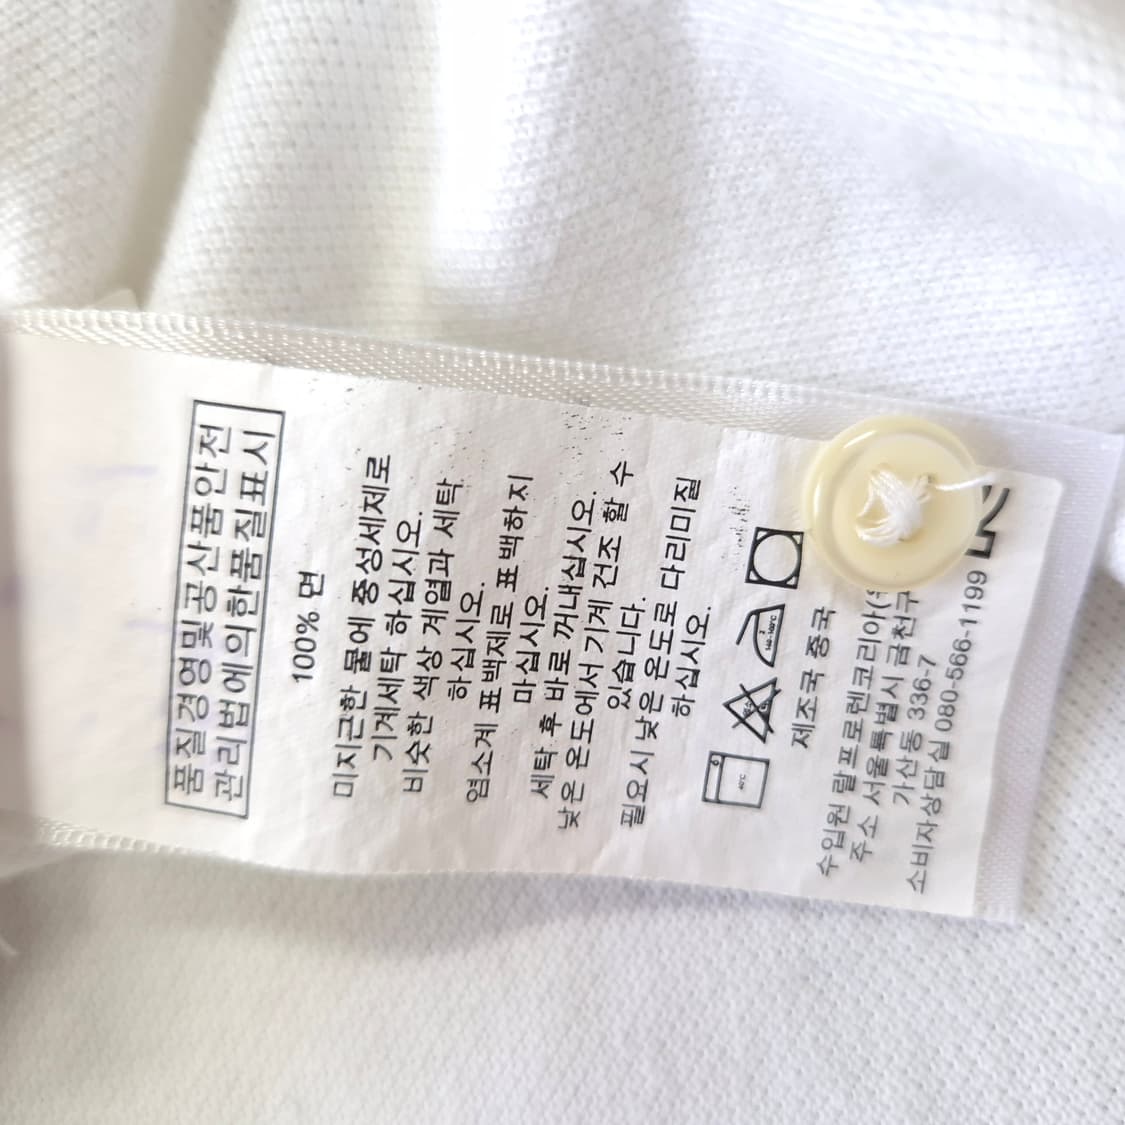 품질경영및공산품안전
관리법에의한품질표시
100% 면
미지근한 물에 중성세제로
기계세탁 하십시오.
비슷한 색상 계열과 세탁
하십시오.
염소계 표백제로 표백하지
마십시오.
세탁 후 바로 꺼내십시오.
낮은 온도에서 기계 건조 할 수
있습니다.
필요시 낮은 온도로 다리미질
하십시오.
40°C
제조국 중국
수입원 랄프로렌코리아(
주소 서울특별시 금천구
가산동 336-7
소비자상담실 080-566-1199